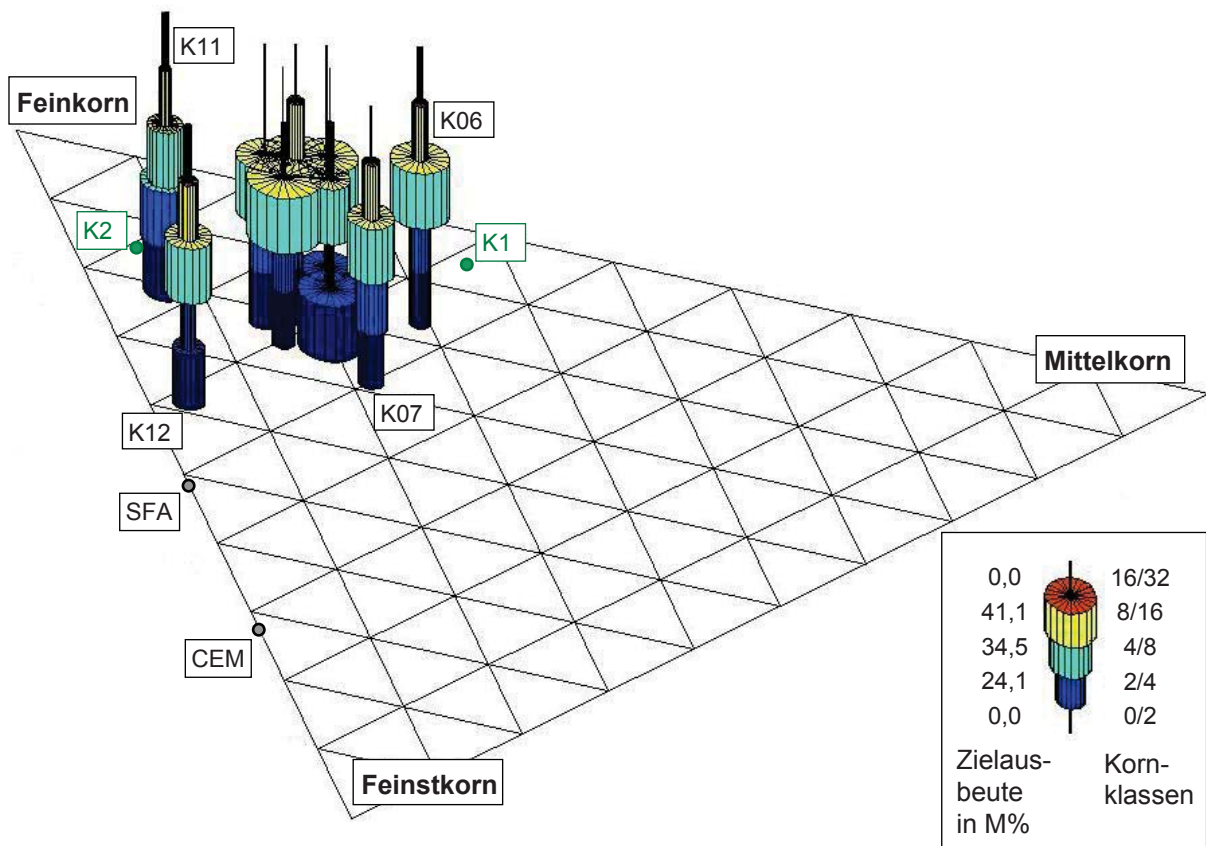 K11
Feinkorn
K06
K2
K1
Mittelkorn
K07
K12
SFA
CEM
Feinstkorn
0,0 16/32
41,1 8/16
34,5 4/8
24,1 2/4
0,0 0/2
Zielaus- Korn-
beute klassen
in M%